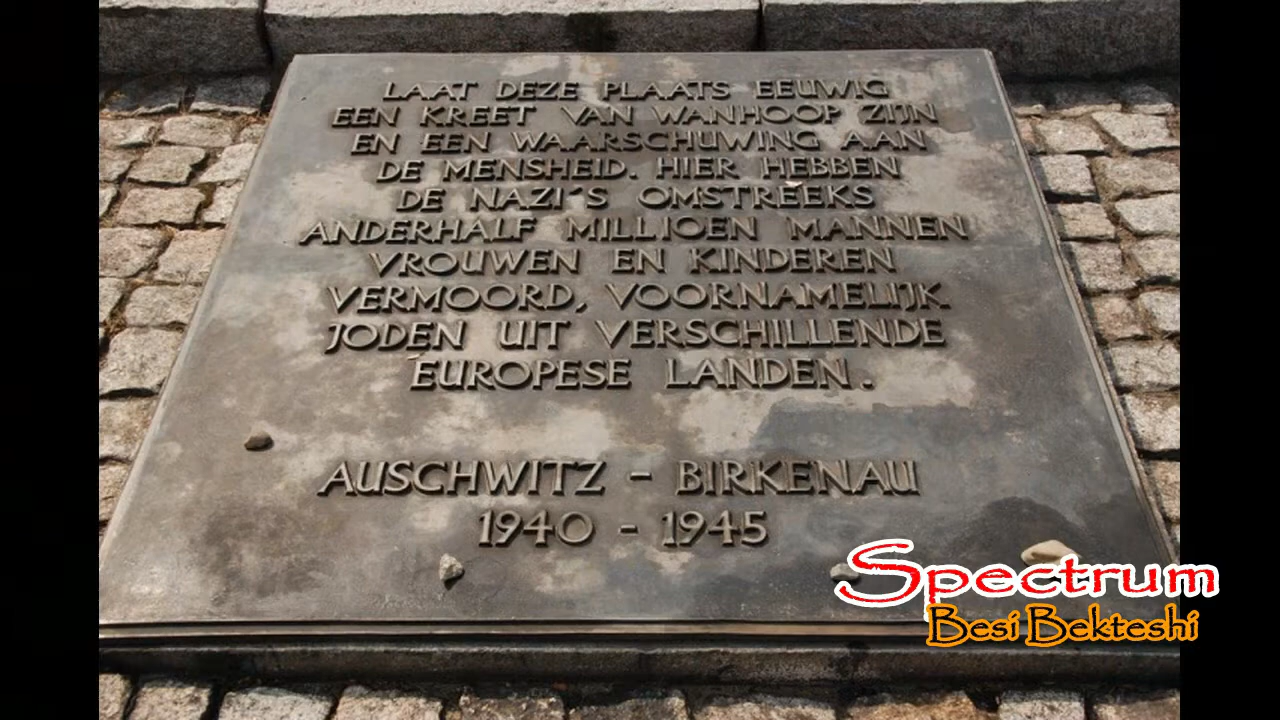 LAAT DEZE PLAATS EEUWIG
EEN KREET VAN WANHOOP ZIJN
EN EEN WAARSCHUWING AAN
DE MENSHEID. HIER HEBBEN
DE NAZI´S OMSTREEKS
ANDERHALF MILLIOEN MANNEN
VROUWEN EN KINDEREN
VERMOORD, VOORNAMELIJK
JODEN UIT VERSCHILLENDE
EUROPESE LANDEN.
AUSCHWITZ - BIRKENAU
1940 - 1945
Spectrum
Besi Bekteshi